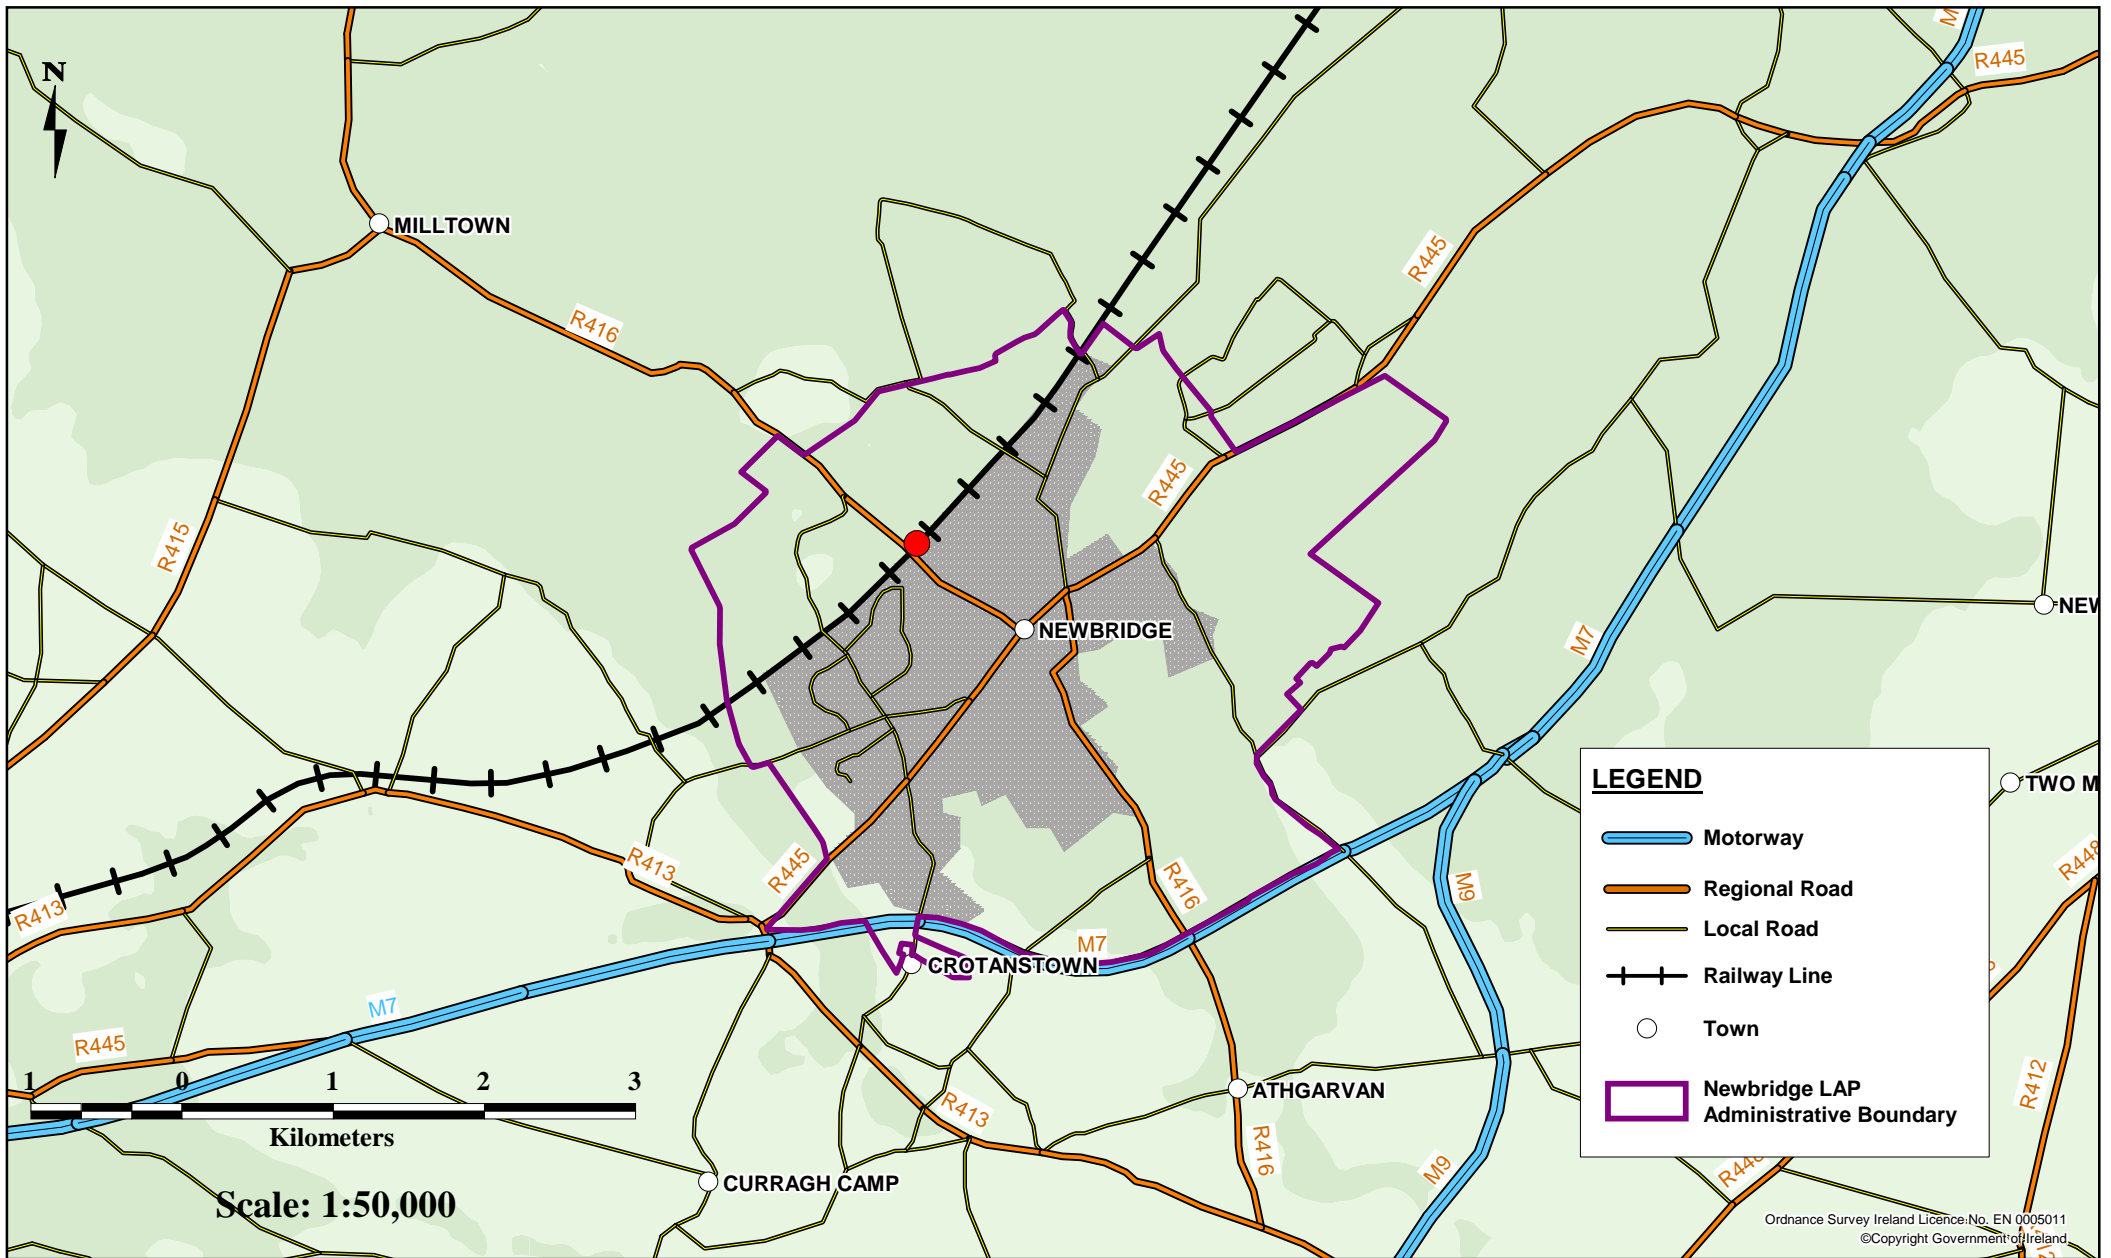 N
M
R445
MILLTOWN
R445
R416
R445
R415
NEWBRIDGE
NEW
M7
LEGEND
Motorway
Regional Road
Local Road
Railway Line
Town
Newbridge LAP
Administrative Boundary
TWO M
R448
R413
R445
R416
M9
R413
M7
CROTANSTOWN
M7
R445
1 0 1 2 3
Kilometers
ATHGARVAN
R413
R416
R412
M9
R448
CURRAGH CAMP
Scale: 1:50,000
Ordnance Survey Ireland Licence No. EN 0005011
©Copyright Government of Ireland